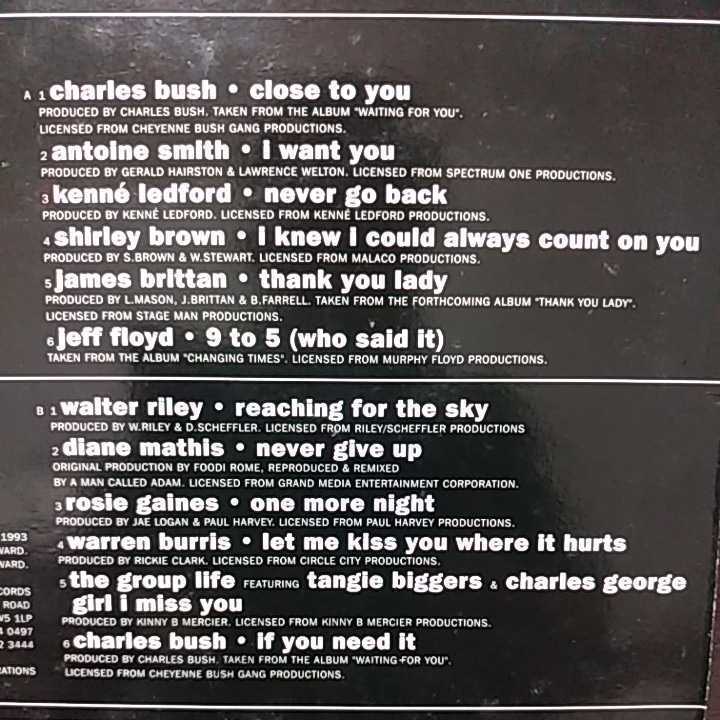 A 1 charles bush • close to you
PRODUCED BY CHARLES BUSH. TAKEN FROM THE ALBUM "WAITING FOR YOU".
LICENSED FROM CHEYENNE BUSH GANG PRODUCTIONS.
2 antoine smith • i want you
PRODUCED BY GERALD HAIRSTON & LAWRENCE WELTON. LICENSED FROM SPECTRUM ONE PRODUCTIONS.
3 kenné ledford • never go back
PRODUCED BY KENNÉ LEDFORD. LICENSED FROM KENNÉ LEDFORD PRODUCTIONS.
4 shirley brown • i knew i could always count on you
PRODUCED BY S.BROWN & W.STEWART. LICENSED FROM MALACO PRODUCTIONS.
5 james brittan • thank you lady
PRODUCED BY L.MASON, J.BRITTAN & B.FARRELL. TAKEN FROM THE FORTHCOMING ALBUM "THANK YOU LADY".
LICENSED FROM STAGE MAN PRODUCTIONS.
6 jeff floyd • 9 to 5 (who said it)
TAKEN FROM THE ALBUM "CHANGING TIMES". LICENSED FROM MURPHY FLOYD PRODUCTIONS.
B 1 walter riley • reaching for the sky
PRODUCED BY W.RILEY & D.SCHEFFLER. LICENSED FROM RILEY/SCHEFFLER PRODUCTIONS
2 diane mathis • never give up
ORIGINAL PRODUCTION BY FOODI ROME, REPRODUCED & REMIXED
BY A MAN CALLED ADAM. LICENSED FROM GRAND MEDIA ENTERTAINMENT CORPORATION.
3 rosie gaines • one more night
PRODUCED BY JAE LOGAN & PAUL HARVEY. LICENSED FROM PAUL HARVEY PRODUCTIONS.
4 warren burris • let me kiss you where it hurts
PRODUCED BY RICKIE CLARK. LICENSED FROM CIRCLE CITY PRODUCTIONS.
5 the group life FEATURING tangie biggers & charles george
girl i miss you
PRODUCED BY KINNY B MERCIER. LICENSED FROM KINNY B MERCIER PRODUCTIONS.
6 charles bush • if you need it
PRODUCED BY CHARLES BUSH. TAKEN FROM THE ALBUM "WAITING FOR YOU".
LICENSED FROM CHEYENNE BUSH GANG PRODUCTIONS.
1993
WARD.
WARD.
CORDS
ROAD
W5 1LP
0497
3444
ATIONS